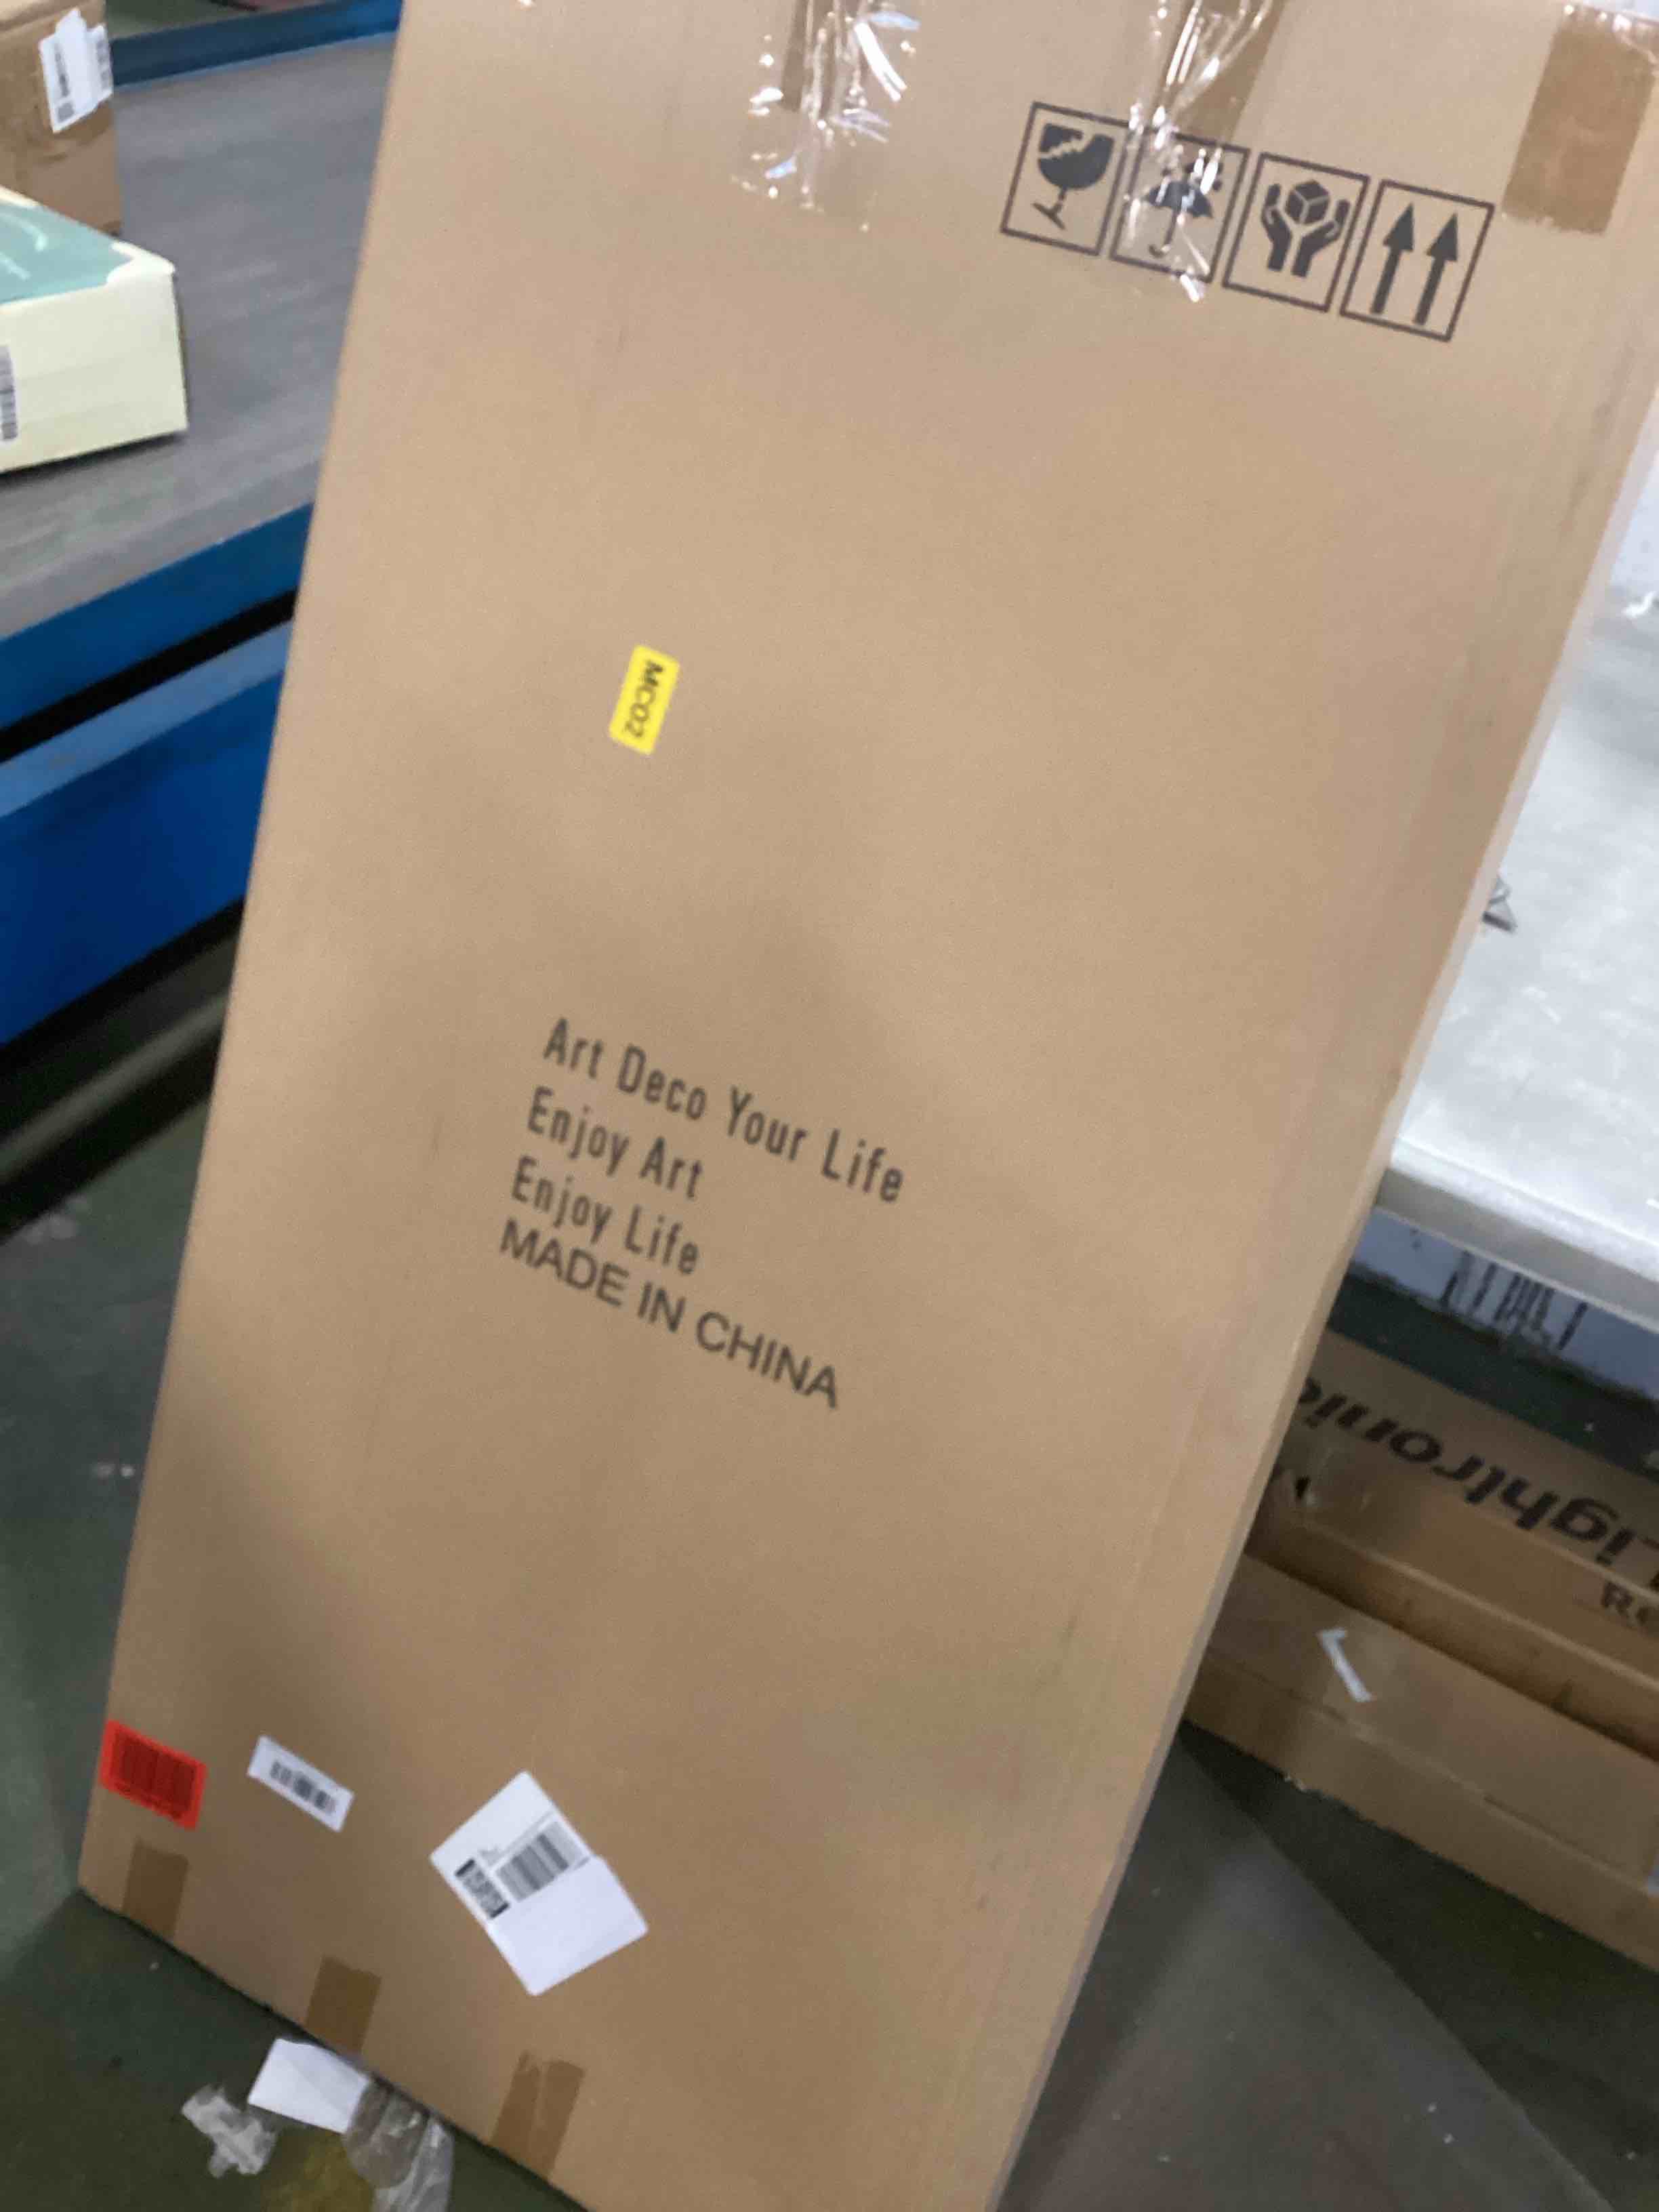 MC02
Art Deco Your Life
Enjoy Art
Enjoy Life
MADE IN CHINA